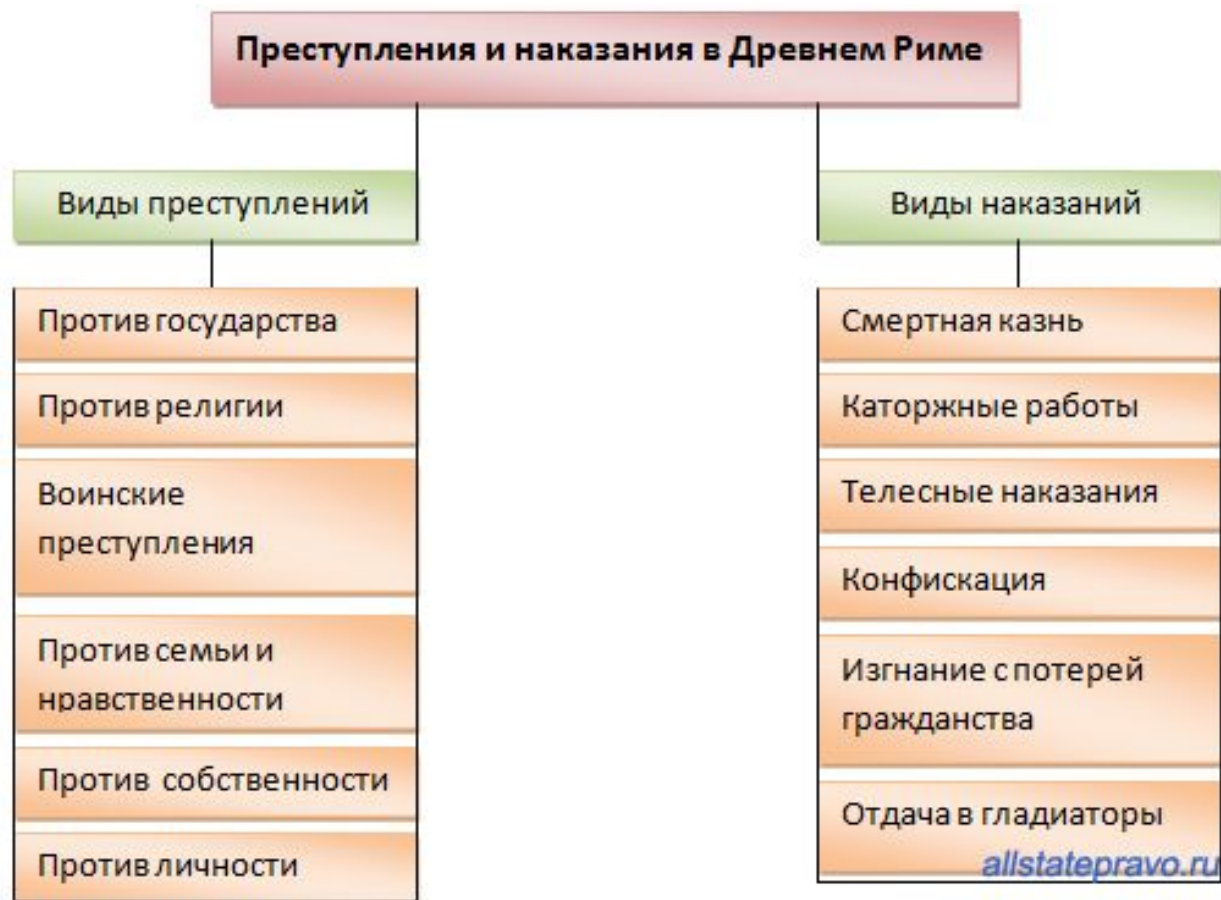 Преступления и наказания в Древнем Риме
Виды преступлений
Против государства
Против религии
Воинские
преступления
Против семьи и
нравственности
Против собственности
Против личности
Виды наказаний
Смертная казнь
Каторжные работы
Телесные наказания
Конфискация
Изгнание с потерей
гражданства
Отдача в гладиаторы
allstatepravo.ru